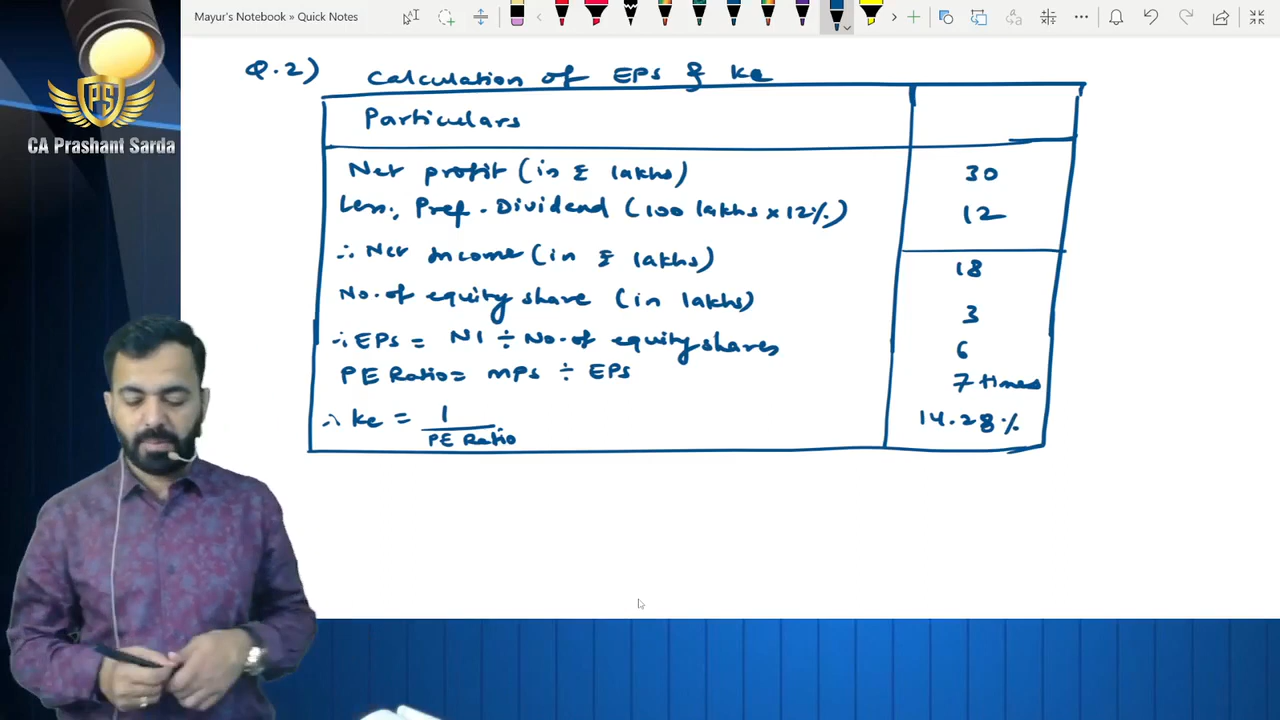 Mayur's Notebook » Quick Notes
PS
CA Prashant Sarda
Q.2) Calculation of EPS & ke
Particulars
Net profit (in ₹ lakhs) 30
Less: Pref. Dividend (100 lakhs x 12%) 12
∴ Net Income (in ₹ lakhs) 18
No. of equity share (in lakhs) 3
∴ EPS = NI ÷ No. of equity shares 6
PE Ratio = MPS ÷ EPS 7 times
∴ ke = 1 / PE Ratio 14.28%